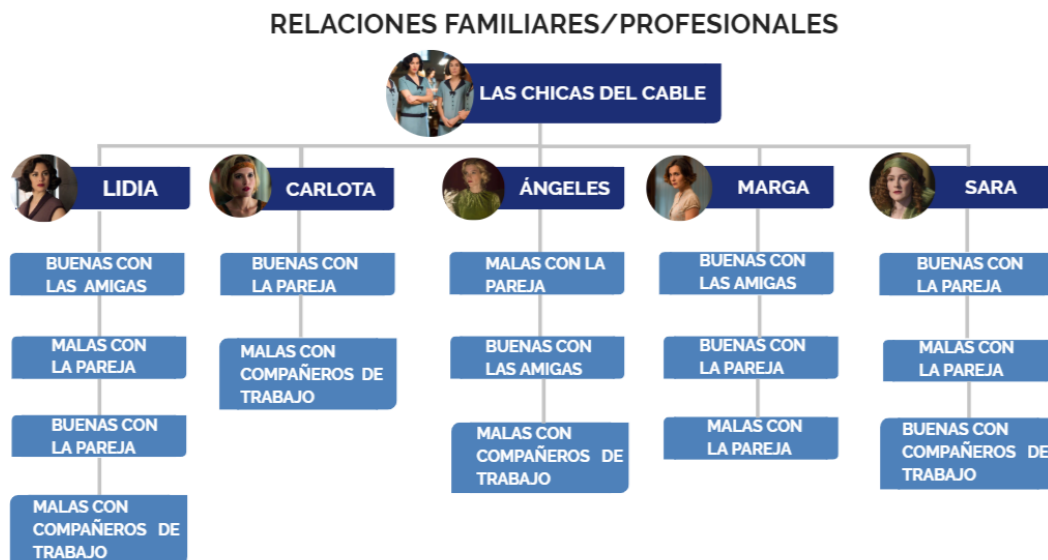 RELACIONES FAMILIARES/PROFESIONALES
LAS CHICAS DEL CABLE
LIDIA
BUENAS CON
LAS AMIGAS
MALAS CON
LA PAREJA
BUENAS CON
LA PAREJA
MALAS CON
COMPAÑEROS DE
TRABAJO
CARLOTA
BUENAS CON
LA PAREJA
MALAS CON
COMPAÑEROS DE
TRABAJO
ÁNGELES
MALAS CON LA
PAREJA
BUENAS CON
LAS AMIGAS
MALAS CON
COMPAÑEROS DE
TRABAJO
MARGA
BUENAS CON
LAS AMIGAS
BUENAS CON
LA PAREJA
MALAS CON
LA PAREJA
SARA
BUENAS CON
LA PAREJA
MALAS CON
LA PAREJA
BUENAS CON
COMPAÑEROS DE
TRABAJO